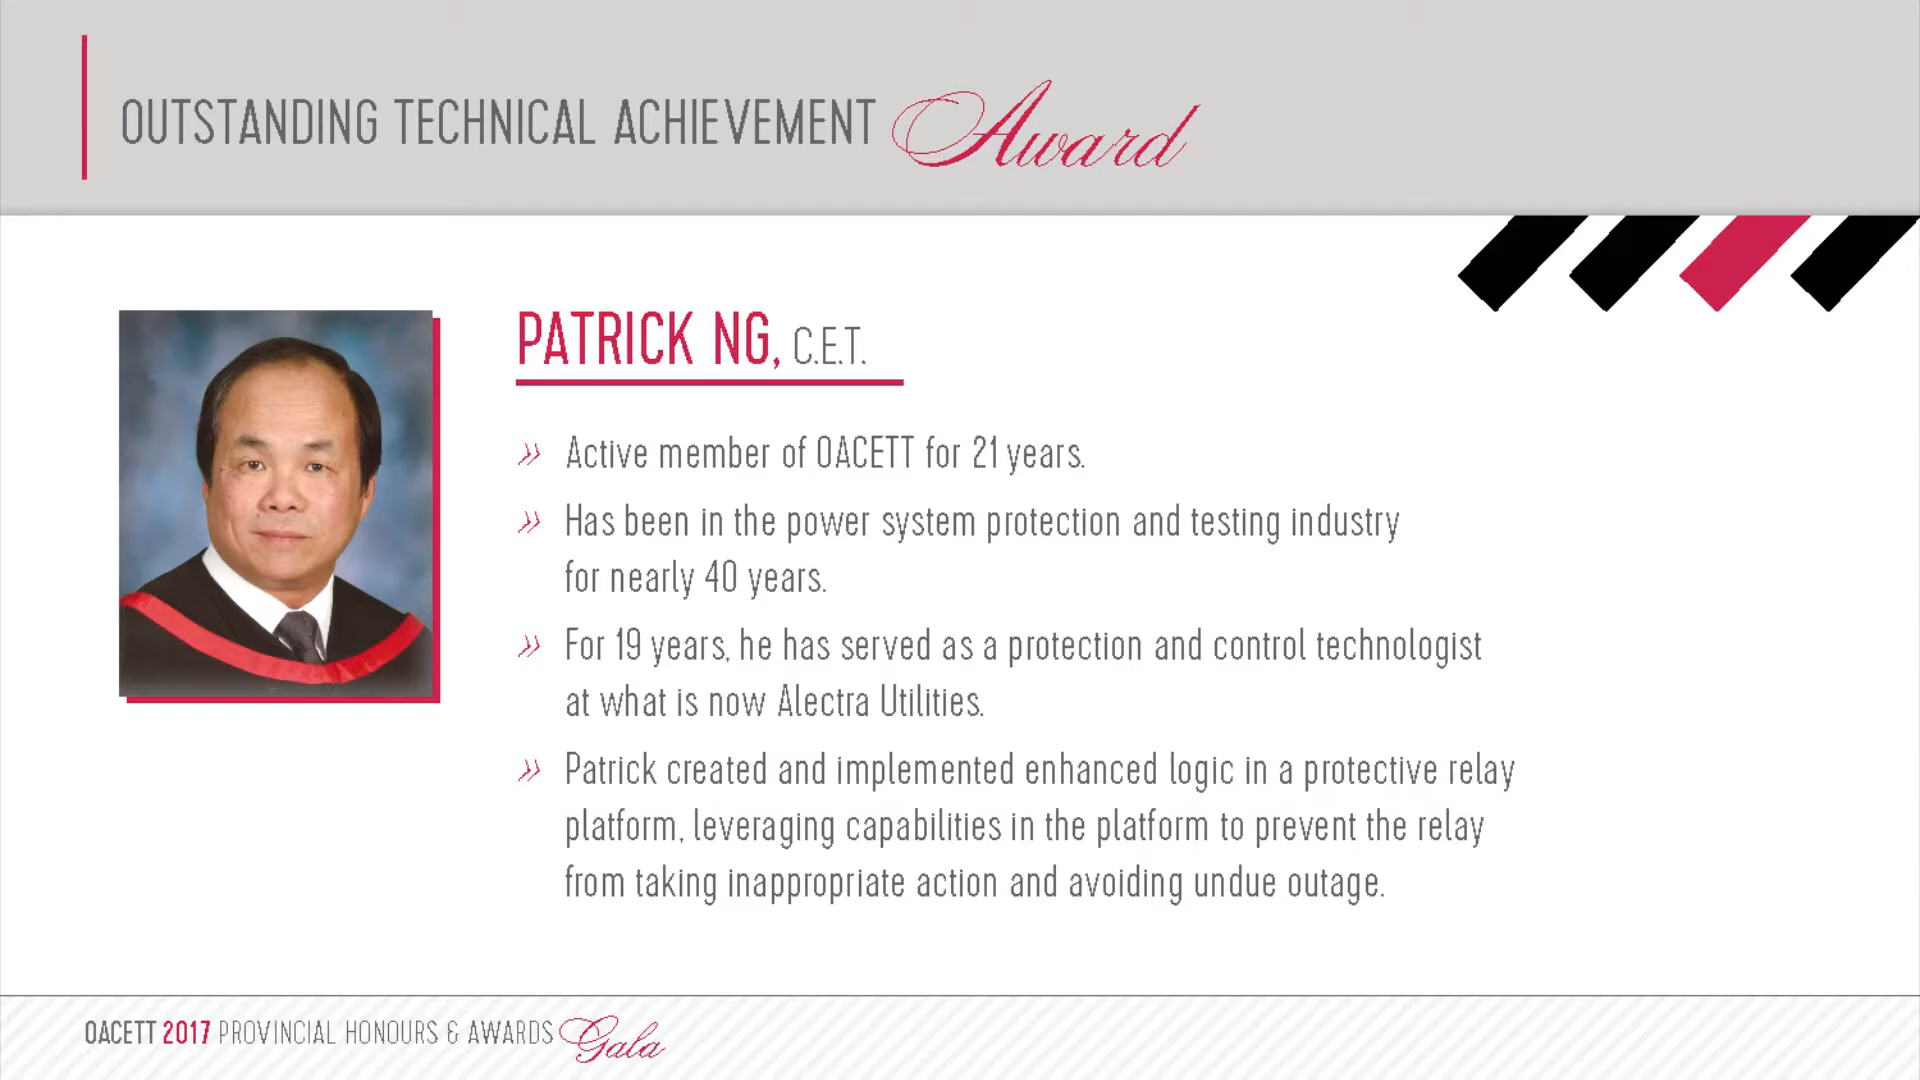 OUTSTANDING TECHNICAL ACHIEVEMENT Award
PATRICK NG, C.E.T.
» Active member of OACETT for 21 years.
» Has been in the power system protection and testing industry
for nearly 40 years.
» For 19 years, he has served as a protection and control technologist
at what is now Alectra Utilities.
» Patrick created and implemented enhanced logic in a protective relay
platform, leveraging capabilities in the platform to prevent the relay
from taking inappropriate action and avoiding undue outage.
OACETT 2017 PROVINCIAL HONOURS & AWARDS Gala